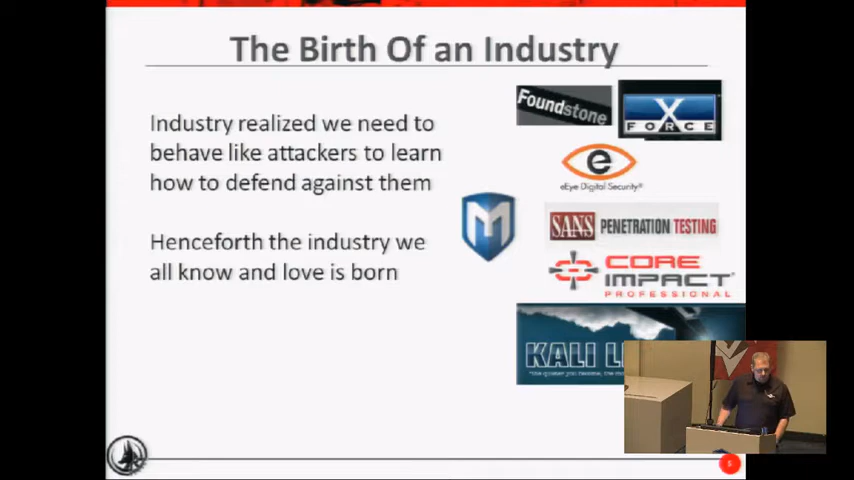 The Birth Of an Industry
Industry realized we need to
behave like attackers to learn
how to defend against them
Henceforth the industry we
all know and love is born
Foundstone
X
FORCE
e
eEye Digital Security®
M
SANS PENETRATION TESTING
CORE
IMPACT
PROFESSIONAL
KALI LI
5